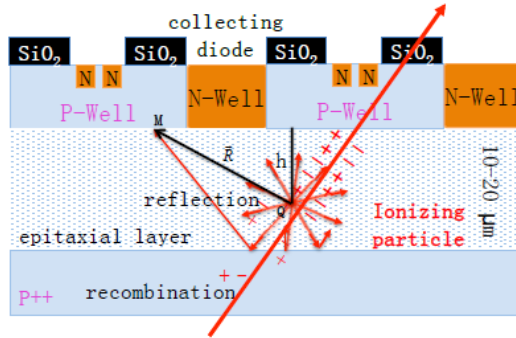 collecting
diode
SiO₂ SiO₂ SiO₂ SiO₂
N N N N
P-Well N-Well P-Well N-Well
M
R̄
h
Q
reflection
epitaxial layer
Ionizing
particle
10–20 μm
+ -
recombination
P++